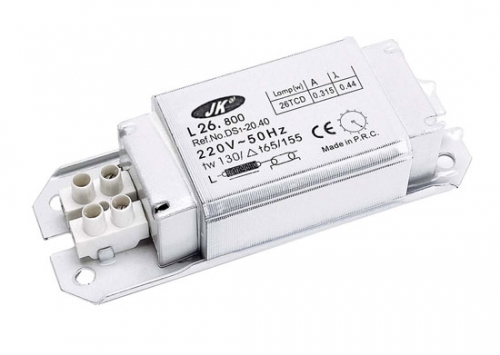 JK
L26.800
Ref.No.DS1-20.40
220V~50Hz
tw 130/△t65/155
L
Lamp(w) A λ
26TCD 0.315 0.44
CE
Made in P.R.C.